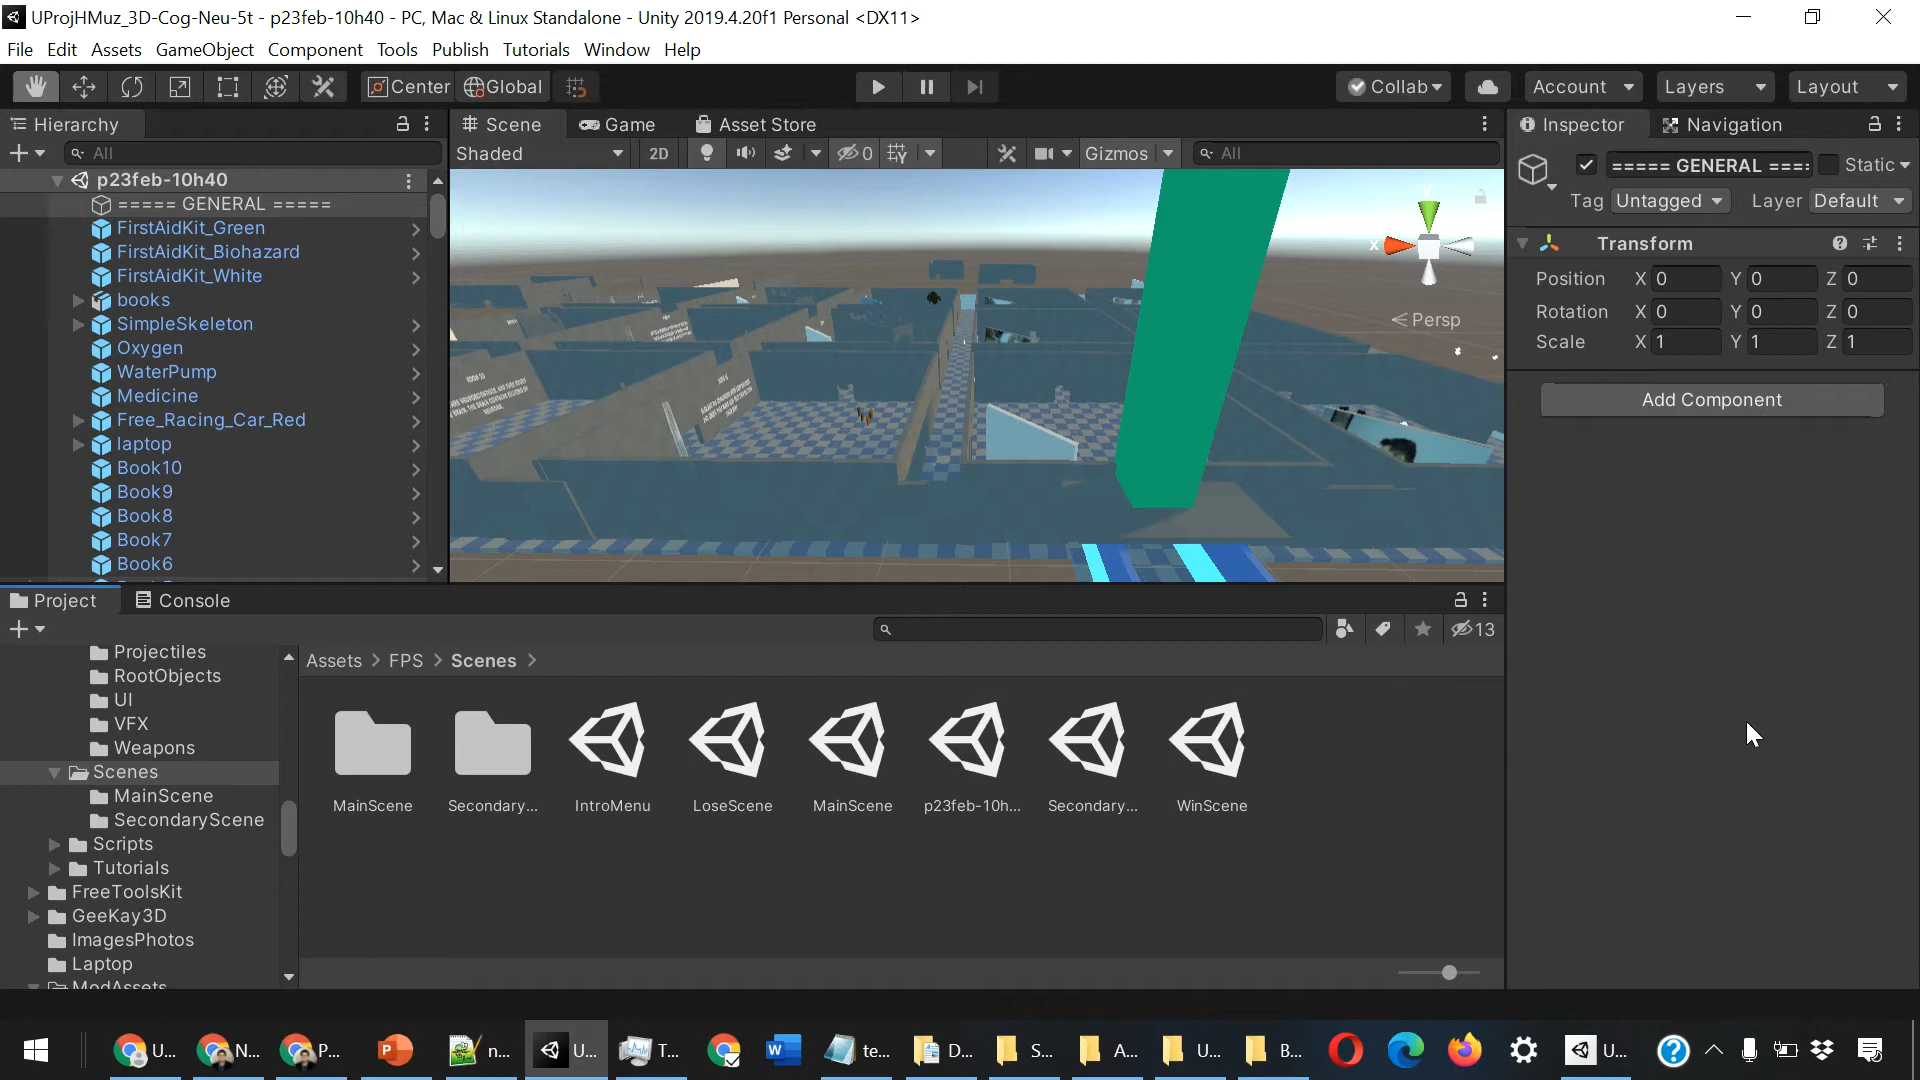 UProjHMuz_3D-Cog-Neu-5t - p23feb-10h40 - PC, Mac & Linux Standalone - Unity 2019.4.20f1 Personal <DX11>
File Edit Assets GameObject Component Tools Publish Tutorials Window Help
Center Global Collab Account Layers Layout
Hierarchy
All
p23feb-10h40
===== GENERAL =====
FirstAidKit_Green
FirstAidKit_Biohazard
FirstAidKit_White
books
SimpleSkeleton
Oxygen
WaterPump
Medicine
Free_Racing_Car_Red
laptop
Book10
Book9
Book8
Book7
Book6
Scene Game Asset Store
Shaded 2D 0 Gizmos All
x
Persp
Inspector Navigation
===== GENERAL ==== Static
Tag Untagged Layer Default
Transform
Position X 0 Y 0 Z 0
Rotation X 0 Y 0 Z 0
Scale X 1 Y 1 Z 1
Add Component
Project Console
13
Projectiles
RootObjects
UI
VFX
Weapons
Scenes
MainScene
SecondaryScene
Scripts
Tutorials
FreeToolsKit
GeeKay3D
ImagesPhotos
Laptop
ModAssets
Assets > FPS > Scenes >
MainScene Secondary... IntroMenu LoseScene MainScene p23feb-10h... Secondary... WinScene
U... N... P... n... U... T... te... D... S... A... U... B... U...